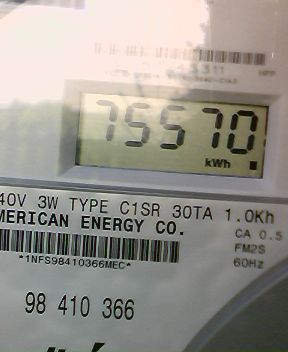 75570
kWh
40V 3W TYPE C1SR 30TA 1.0Kh
MERICAN ENERGY CO.
CA 0.5
FM2S
60Hz
*1NFS98410366MEC*
98 410 366